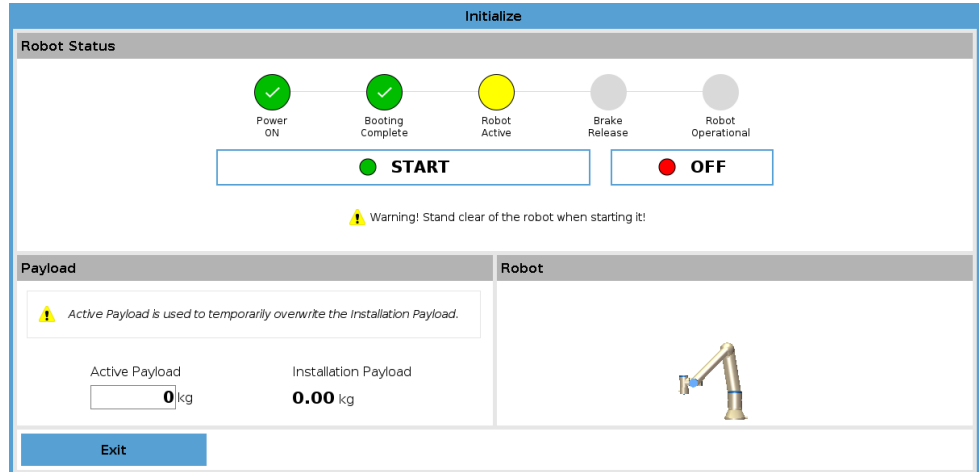 Initialize
Robot Status
Power
ON
Booting
Complete
Robot
Active
Brake
Release
Robot
Operational
START
OFF
Warning! Stand clear of the robot when starting it!
Payload
Active Payload is used to temporarily overwrite the Installation Payload.
Active Payload
0 kg
Installation Payload
0.00 kg
Robot
Exit